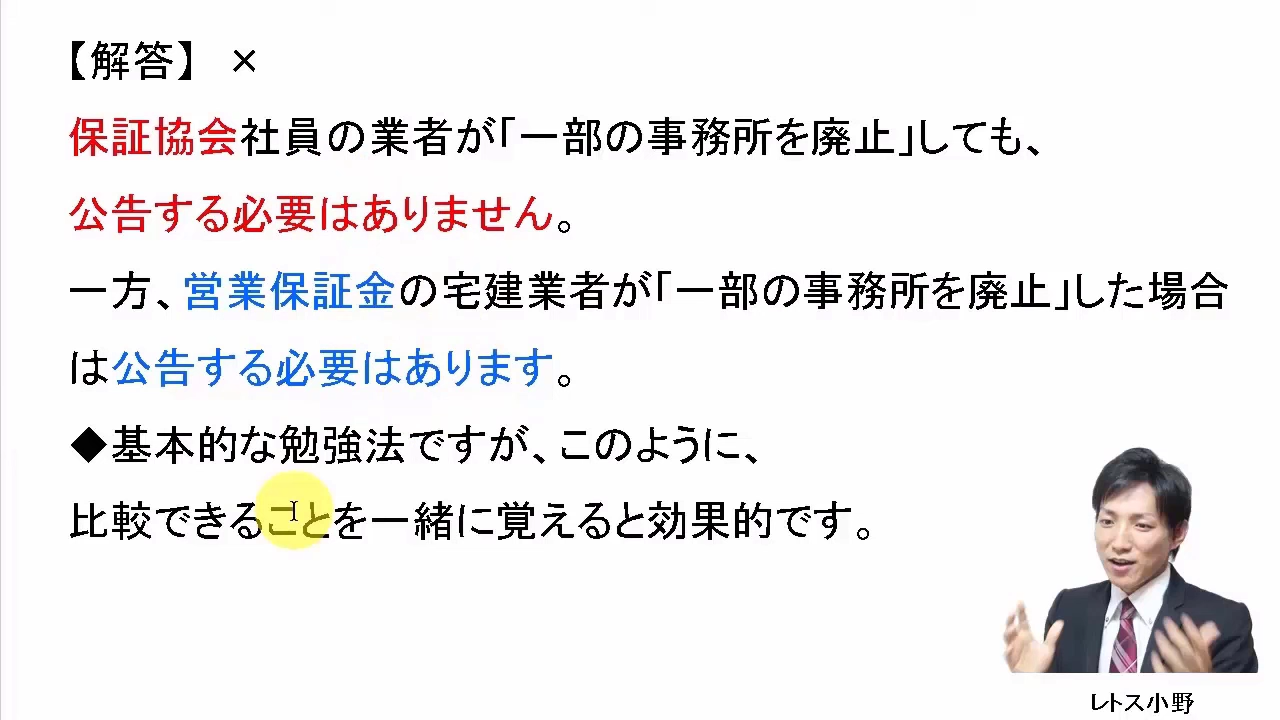 【解答】 ×
保証協会社員の業者が｢一部の事務所を廃止｣しても、
公告する必要はありません。
一方、営業保証金の宅建業者が｢一部の事務所を廃止｣した場合
は公告する必要はあります。
◆基本的な勉強法ですが、このように、
比較できることを一緒に覚えると効果的です。
レトス小野